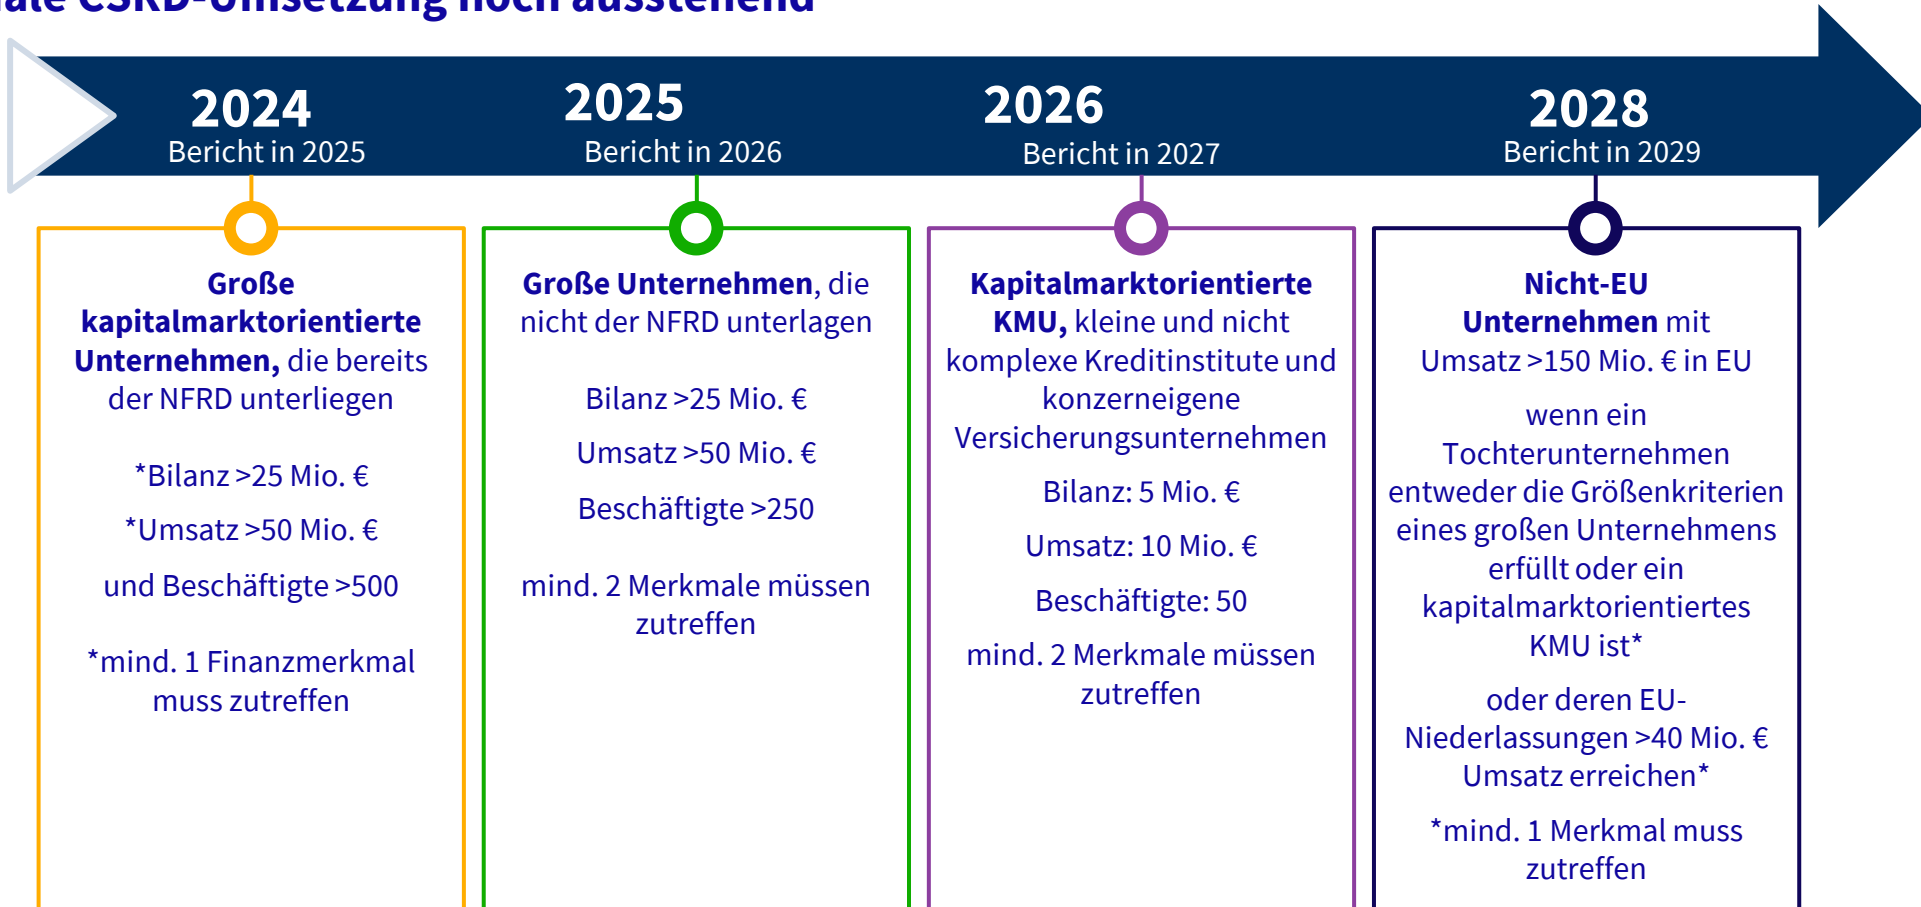 CSRD-Umsetzung noch ausstehend
2024
Bericht in 2025
2025
Bericht in 2026
2026
Bericht in 2027
2028
Bericht in 2029
Große
kapitalmarktorientierte
Unternehmen, die bereits
der NFRD unterliegen
*Bilanz >25 Mio. €
*Umsatz >50 Mio. €
und Beschäftigte >500
*mind. 1 Finanzmerkmal
muss zutreffen
Große Unternehmen, die
nicht der NFRD unterlagen
Bilanz >25 Mio. €
Umsatz >50 Mio. €
Beschäftigte >250
mind. 2 Merkmale müssen
zutreffen
Kapitalmarktorientierte
KMU, kleine und nicht
komplexe Kreditinstitute und
konzerneigene
Versicherungsunternehmen
Bilanz: 5 Mio. €
Umsatz: 10 Mio. €
Beschäftigte: 50
mind. 2 Merkmale müssen
zutreffen
Nicht-EU
Unternehmen mit
Umsatz >150 Mio. € in EU
wenn ein
Tochterunternehmen
entweder die Größenkriterien
eines großen Unternehmens
erfüllt oder ein
kapitalmarktorientiertes
KMU ist*
oder deren EU-
Niederlassungen >40 Mio. €
Umsatz erreichen*
*mind. 1 Merkmal muss
zutreffen